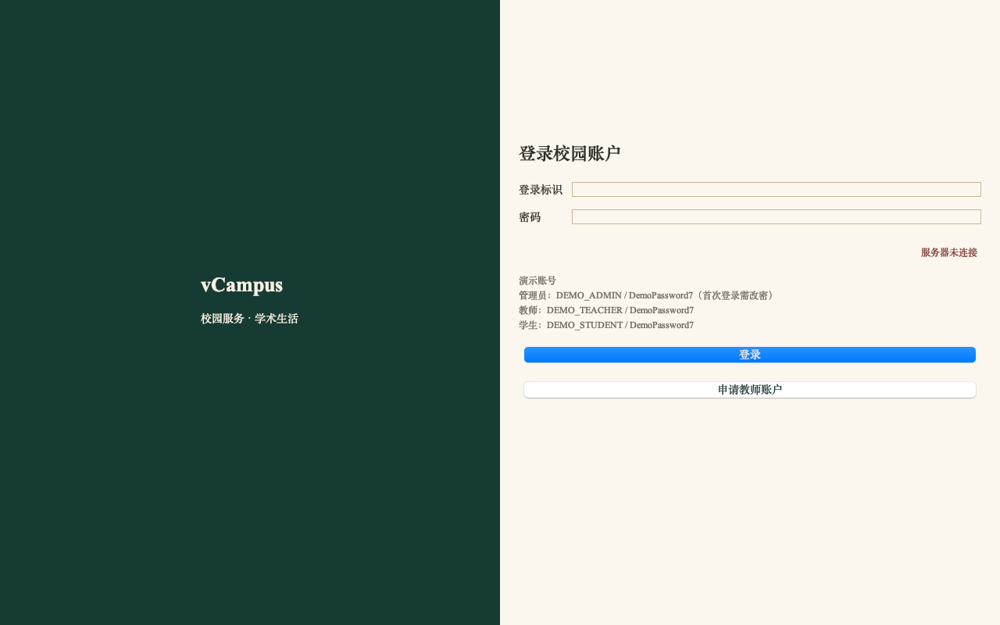 vCampus
校园服务 · 学术生活
登录校园账户
登录标识
密码
服务器未连接
演示账号
管理员：DEMO_ADMIN / DemoPassword7（首次登录需改密）
教师：DEMO_TEACHER / DemoPassword7
学生：DEMO_STUDENT / DemoPassword7
登录
申请教师账户